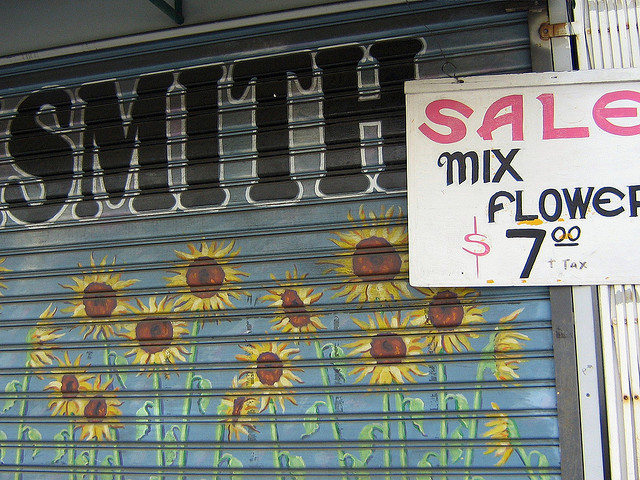 SMITH
SALE
MIX
FLOWER
$ 7.00
+ Tax